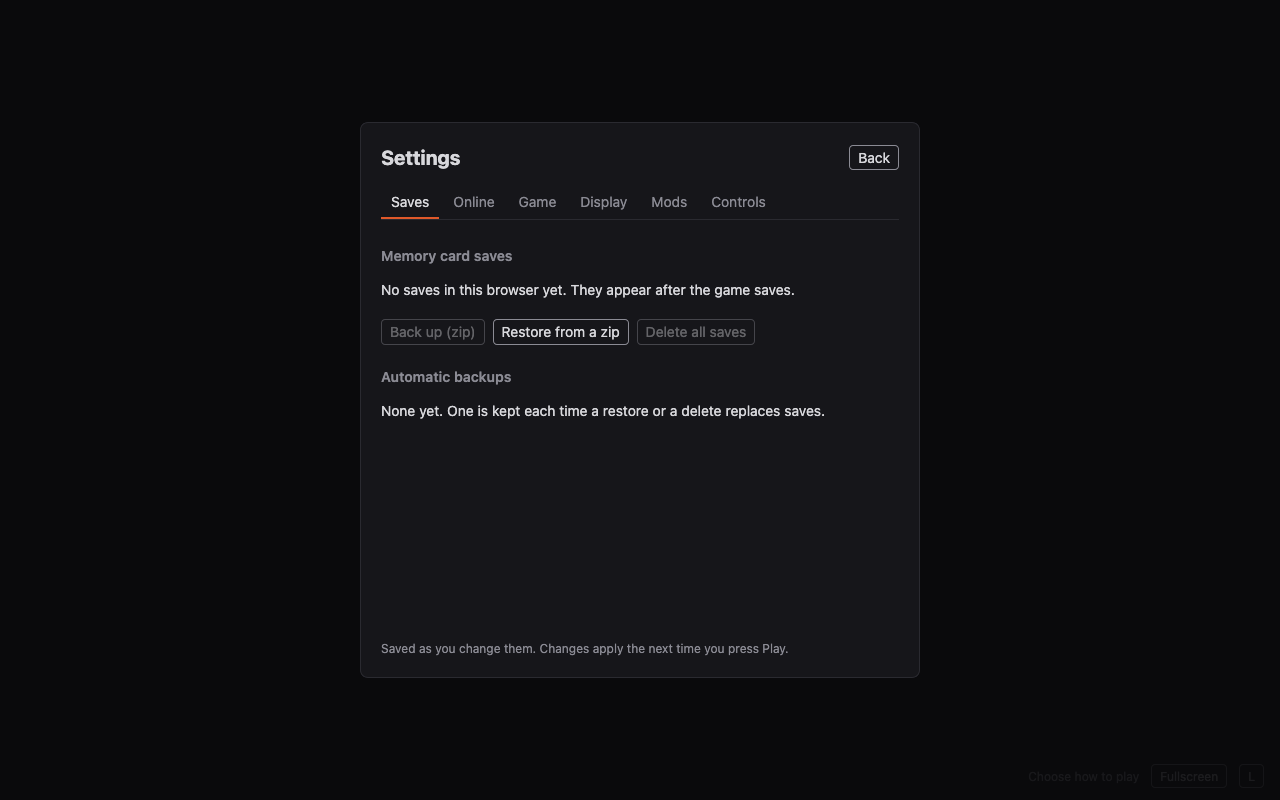 Settings
Back
Saves Online Game Display Mods Controls
Memory card saves
No saves in this browser yet. They appear after the game saves.
Back up (zip) Restore from a zip Delete all saves
Automatic backups
None yet. One is kept each time a restore or a delete replaces saves.
Saved as you change them. Changes apply the next time you press Play.
Choose how to play Fullscreen L